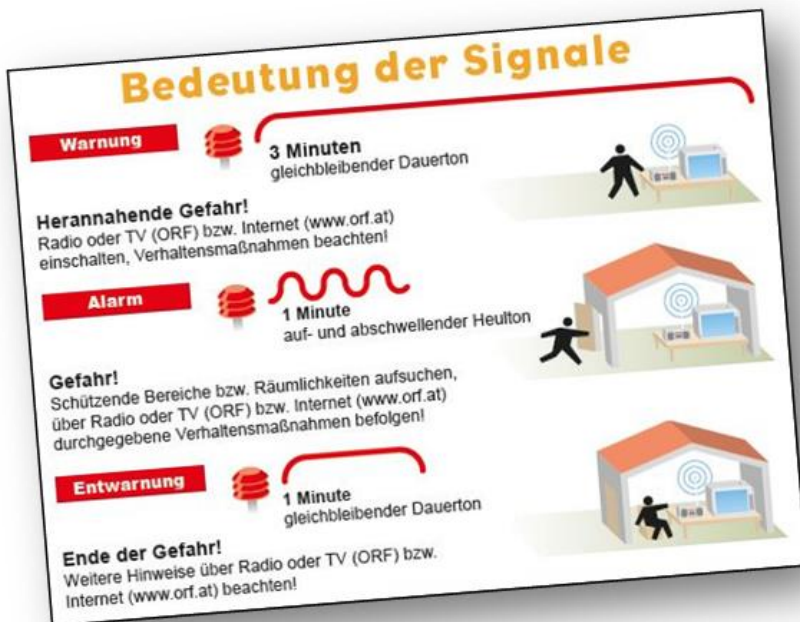 Bedeutung der Signale
Warnung
3 Minuten
gleichbleibender Dauerton
Herannahende Gefahr!
Radio oder TV (ORF) bzw. Internet (www.orf.at)
einschalten, Verhaltensmaßnahmen beachten!
Alarm
1 Minute
auf- und abschwellender Heulton
Gefahr!
Schützende Bereiche bzw. Räumlichkeiten aufsuchen,
über Radio oder TV (ORF) bzw. Internet (www.orf.at)
durchgegebene Verhaltensmaßnahmen befolgen!
Entwarnung
1 Minute
gleichbleibender Dauerton
Ende der Gefahr!
Weitere Hinweise über Radio oder TV (ORF) bzw.
Internet (www.orf.at) beachten!